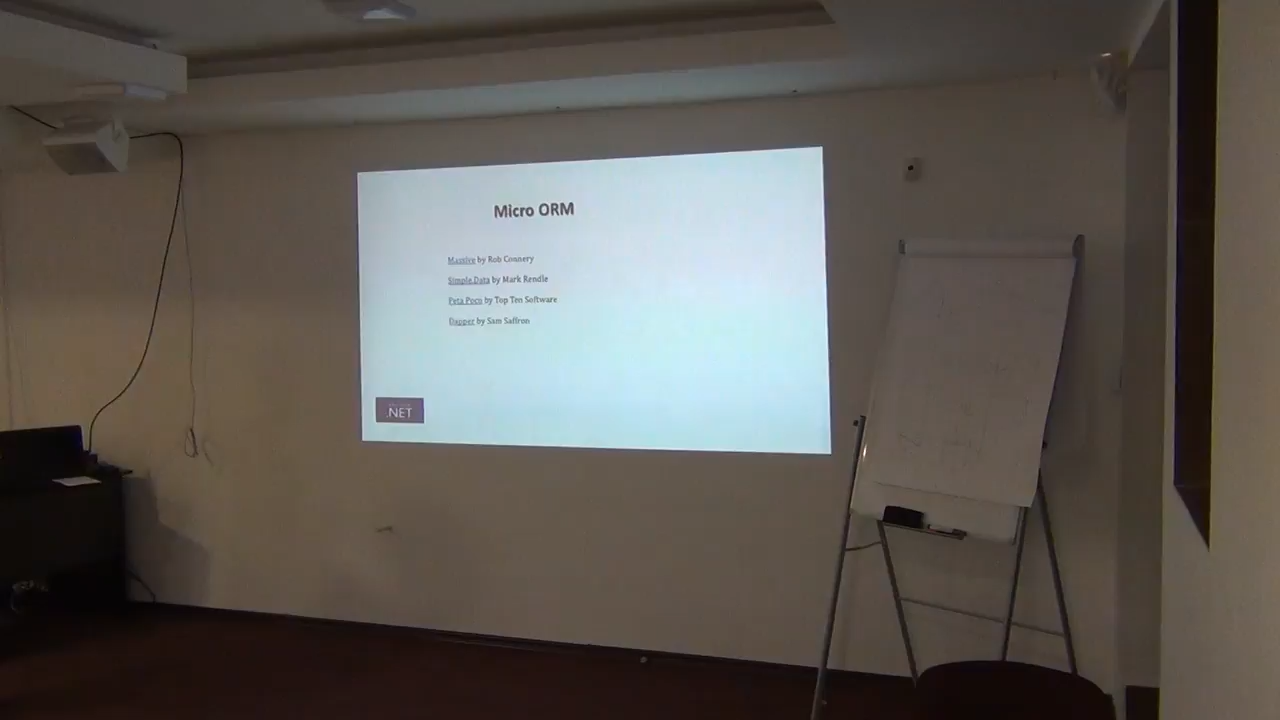 Micro ORM
Massive by Rob Connery
Simple.Data by Mark Rendle
Peta Poco by Top Ten Software
Dapper by Sam Saffron
.NET